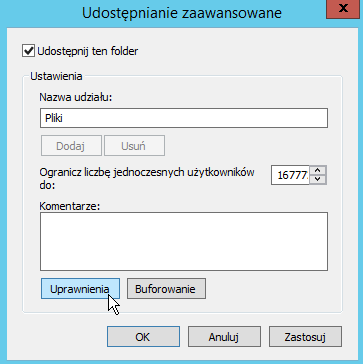 Udostępnianie zaawansowane
x
Udostępnij ten folder
Ustawienia
Nazwa udziału:
Pliki
Dodaj
Usuń
Ogranicz liczbę jednoczesnych użytkowników
do:
16777
Komentarze:
Uprawnienia
Buforowanie
OK
Anuluj
Zastosuj